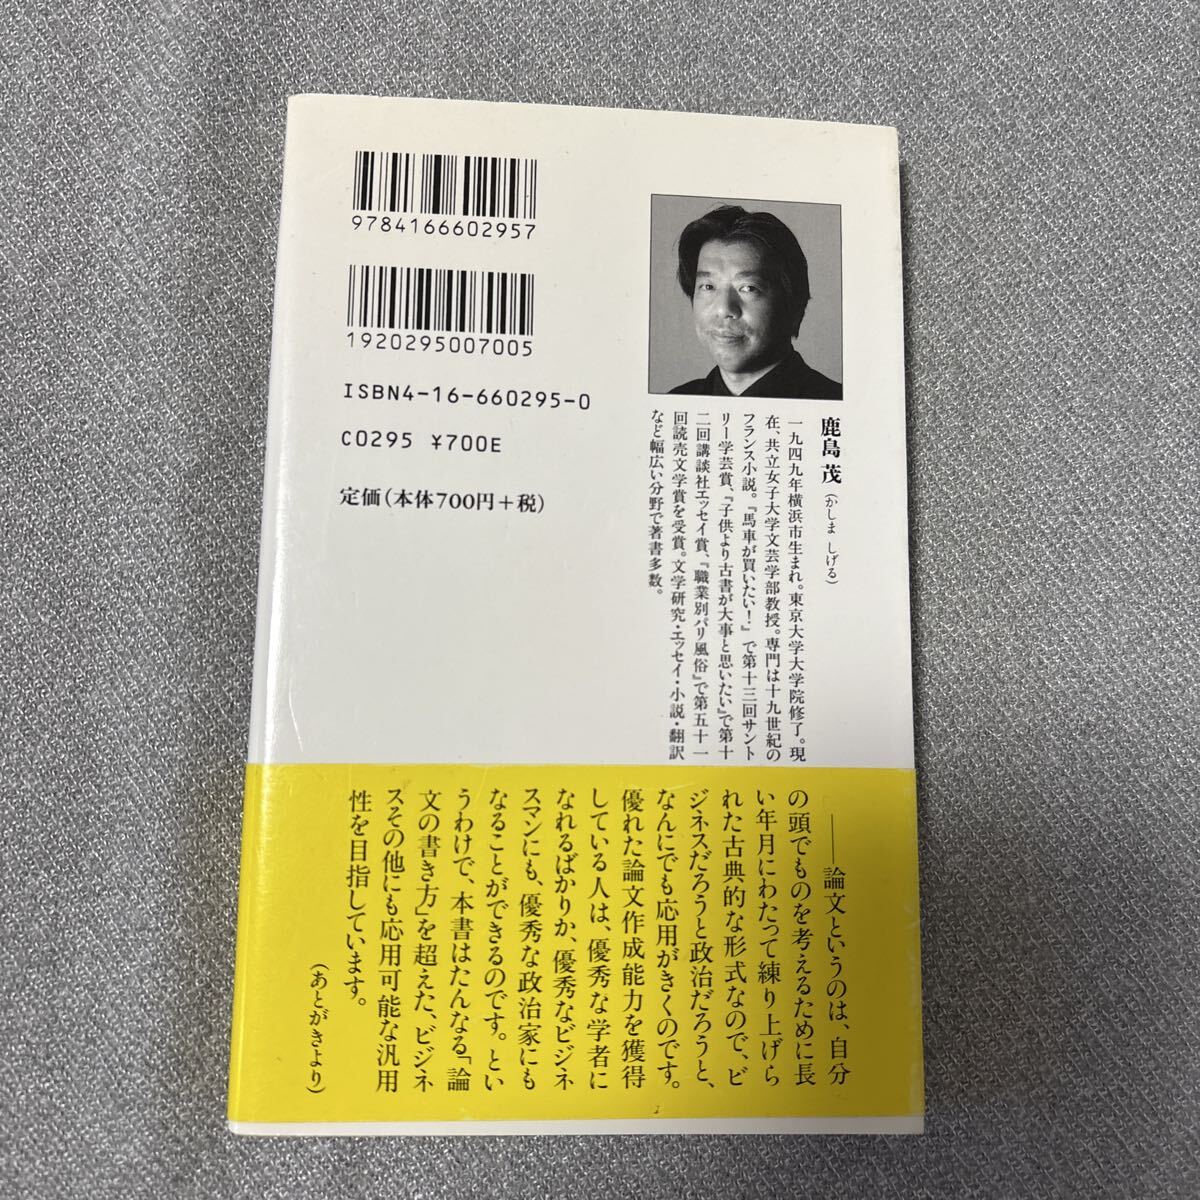 9784166602957
1920295007005
ISBN4-16-660295-0
C0295 ¥700E
定価(本体700円+税)
鹿島 茂(かしま しげる)
一九四九年横浜市生まれ。東京大学大学院修了。現
在、共立女子大学文芸学部教授。専門は十九世紀の
フランス小説。『馬車が買いたい!』で第十三回サント
リー学芸賞、『子供より古書が大事と思いたい』で第十
二回講談社エッセイ賞、『職業別パリ風俗』で第五十一
回読売文学賞を受賞。文学研究・エッセイ・小説・翻訳
など幅広い分野で著書多数。
――論文というのは、自分
の頭でものを考えるために長
い年月にわたって練り上げら
れた古典的な形式なので、ビ
ジネスだろうと政治だろうと、
なんにでも応用がきくのです。
優れた論文作成能力を獲得
している人は、優秀な学者に
なれるばかりか、優秀なビジネ
スマンにも、優秀な政治家にも
なることができるのです。とい
うわけで、本書はたんなる「論
文の書き方」を超えた、ビジネ
スその他にも応用可能な汎用
性を目指しています。
(あとがきより)